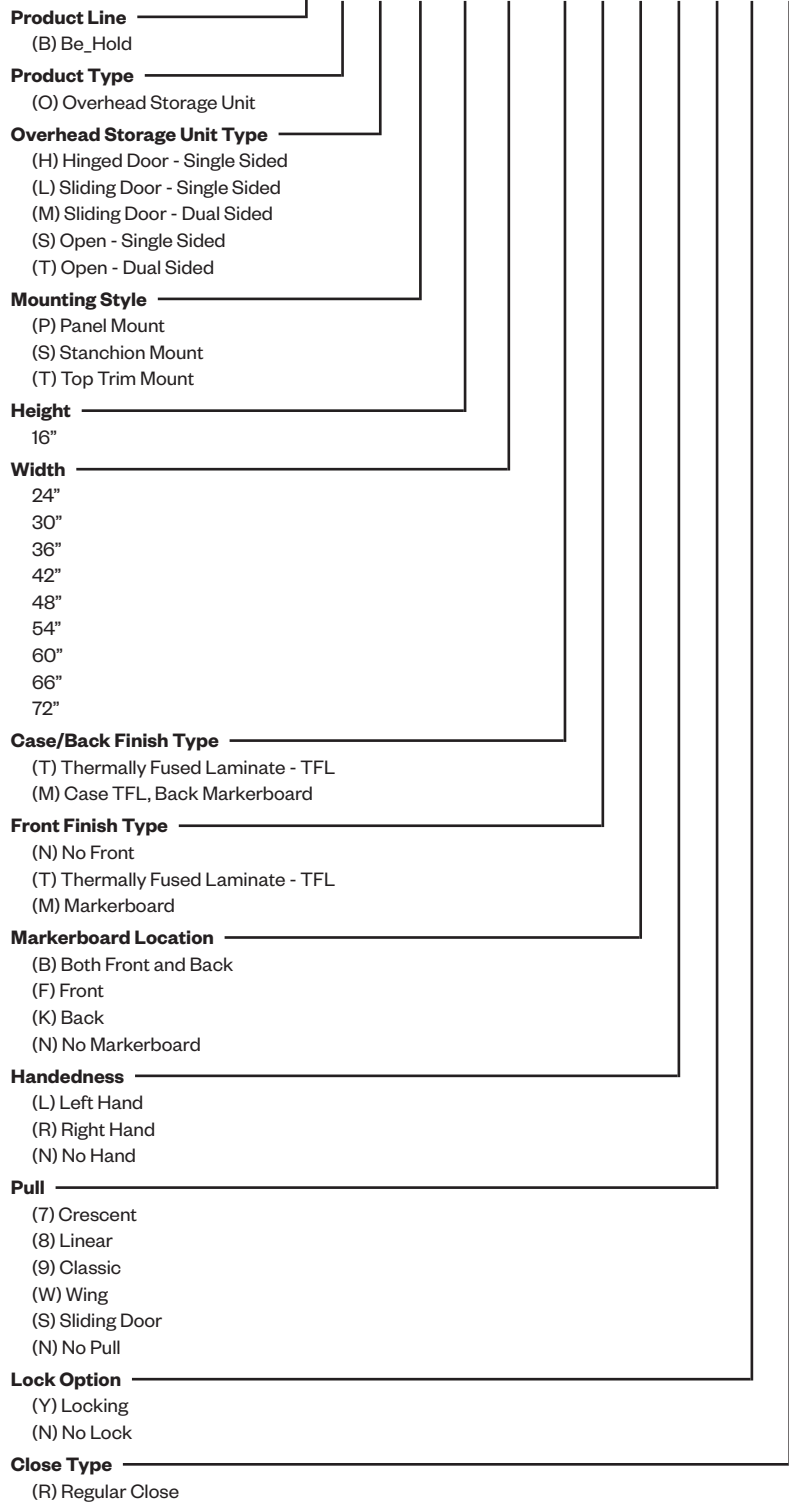 Product Line
(B) Be_Hold
Product Type
(O) Overhead Storage Unit
Overhead Storage Unit Type
(H) Hinged Door - Single Sided
(L) Sliding Door - Single Sided
(M) Sliding Door - Dual Sided
(S) Open - Single Sided
(T) Open - Dual Sided
Mounting Style
(P) Panel Mount
(S) Stanchion Mount
(T) Top Trim Mount
Height
16”
Width
24”
30”
36”
42”
48”
54”
60”
66”
72”
Case/Back Finish Type
(T) Thermally Fused Laminate - TFL
(M) Case TFL, Back Markerboard
Front Finish Type
(N) No Front
(T) Thermally Fused Laminate - TFL
(M) Markerboard
Markerboard Location
(B) Both Front and Back
(F) Front
(K) Back
(N) No Markerboard
Handedness
(L) Left Hand
(R) Right Hand
(N) No Hand
Pull
(7) Crescent
(8) Linear
(9) Classic
(W) Wing
(S) Sliding Door
(N) No Pull
Lock Option
(Y) Locking
(N) No Lock
Close Type
(R) Regular Close